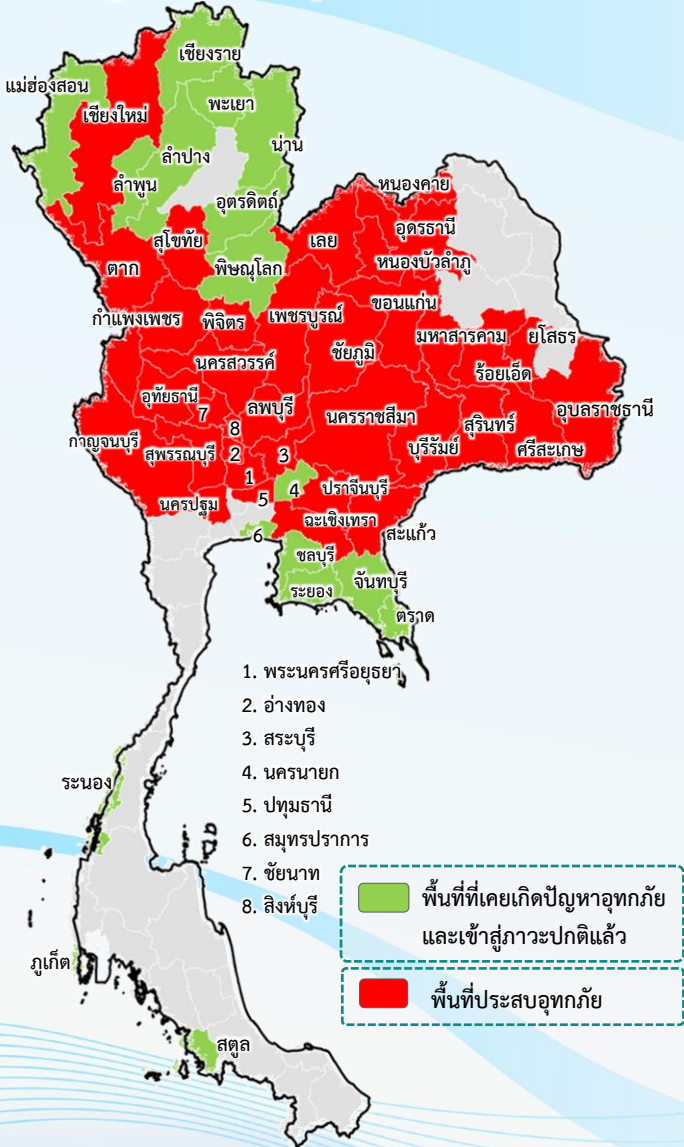 เชียงราย
แม่ฮ่องสอน
พะเยา
เชียงใหม่
น่าน
ลำปาง
หนองคาย
ลำพูน
อุตรดิตถ์
อุดรธานี
สุโขทัย
เลย
หนองบัวลำภู
ตาก
พิษณุโลก
ขอนแก่น
กำแพงเพชร
พิจิตร
เพชรบูรณ์
มหาสารคาม
ยโสธร
ชัยภูมิ
นครสวรรค์
ร้อยเอ็ด
อุทัยธานี
7
ลพบุรี
นครราชสีมา
อุบลราชธานี
8
สุรินทร์
กาญจนบุรี
สุพรรณบุรี
2
3
บุรีรัมย์
ศรีสะเกษ
1
4
ปราจีนบุรี
นครปฐม
5
ฉะเชิงเทรา
6
สะแก้ว
ชลบุรี
ระยอง
จันทบุรี
ตราด
1. พระนครศรีอยุธยา
2. อ่างทอง
3. สระบุรี
4. นครนายก
5. ปทุมธานี
6. สมุทรปราการ
7. ชัยนาท
8. สิงห์บุรี
ระนอง
ภูเก็ต
สตูล
พื้นที่ที่เคยเกิดปัญหาอุทกภัย
และเข้าสู่ภาวะปกติแล้ว
พื้นที่ประสบอุทกภัย